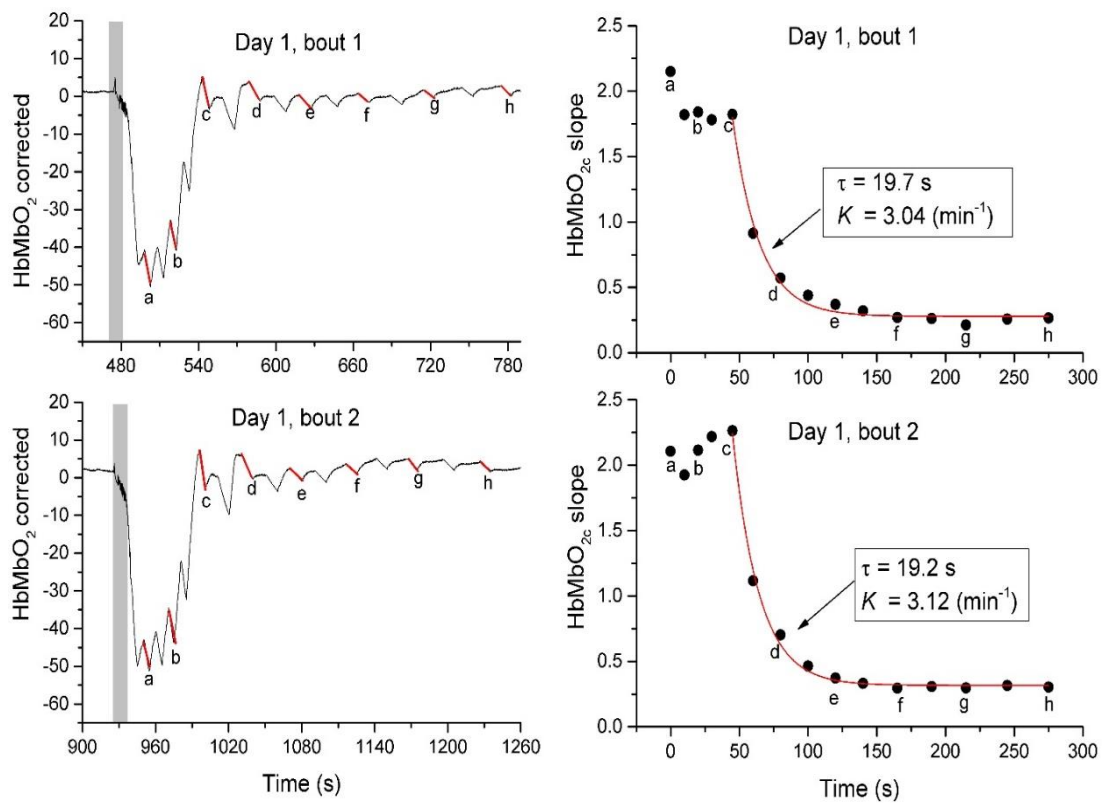 Day 1, bout 1
HbMbO2 corrected
20
10
0
-10
-20
-30
-40
-50
-60
a
b
c
d
e
f
g
h
480
540
600
660
720
780
Day 1, bout 1
HbMbO2c slope
2.5
2.0
1.5
1.0
0.5
0.0
a
b
c
d
e
f
g
h
τ = 19.7 s
K = 3.04 (min-1)
0
50
100
150
200
250
300
Day 1, bout 2
HbMbO2 corrected
20
10
0
-10
-20
-30
-40
-50
-60
a
b
c
d
e
f
g
h
900
960
1020
1080
1140
1200
1260
Time (s)
Day 1, bout 2
HbMbO2c slope
2.5
2.0
1.5
1.0
0.5
0.0
a
b
c
d
e
f
g
h
τ = 19.2 s
K = 3.12 (min-1)
0
50
100
150
200
250
300
Time (s)